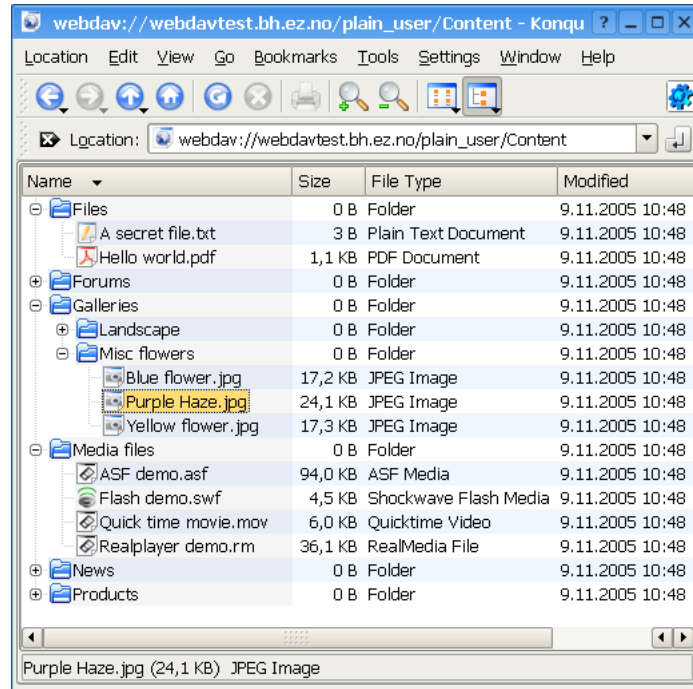 webdav://webdavtest.bh.ez.no/plain_user/Content - Konqu
Location Edit View Go Bookmarks Tools Settings Window Help
Location: webdav://webdavtest.bh.ez.no/plain_user/Content
Name Size File Type Modified
Files 0 B Folder 9.11.2005 10:48
A secret file.txt 3 B Plain Text Document 9.11.2005 10:48
Hello world.pdf 1,1 KB PDF Document 9.11.2005 10:48
Forums 0 B Folder 9.11.2005 10:48
Galleries 0 B Folder 9.11.2005 10:48
Landscape 0 B Folder 9.11.2005 10:48
Misc flowers 0 B Folder 9.11.2005 10:48
Blue flower.jpg 17,2 KB JPEG Image 9.11.2005 10:48
Purple Haze.jpg 24,1 KB JPEG Image 9.11.2005 10:48
Yellow flower.jpg 17,3 KB JPEG Image 9.11.2005 10:48
Media files 0 B Folder 9.11.2005 10:48
ASF demo.asf 94,0 KB ASF Media 9.11.2005 10:48
Flash demo.swf 4,5 KB Shockwave Flash Media 9.11.2005 10:48
Quick time movie.mov 6,0 KB Quicktime Video 9.11.2005 10:48
Realplayer demo.rm 36,1 KB RealMedia File 9.11.2005 10:48
News 0 B Folder 9.11.2005 10:48
Products 0 B Folder 9.11.2005 10:48
Purple Haze.jpg (24,1 KB) JPEG Image